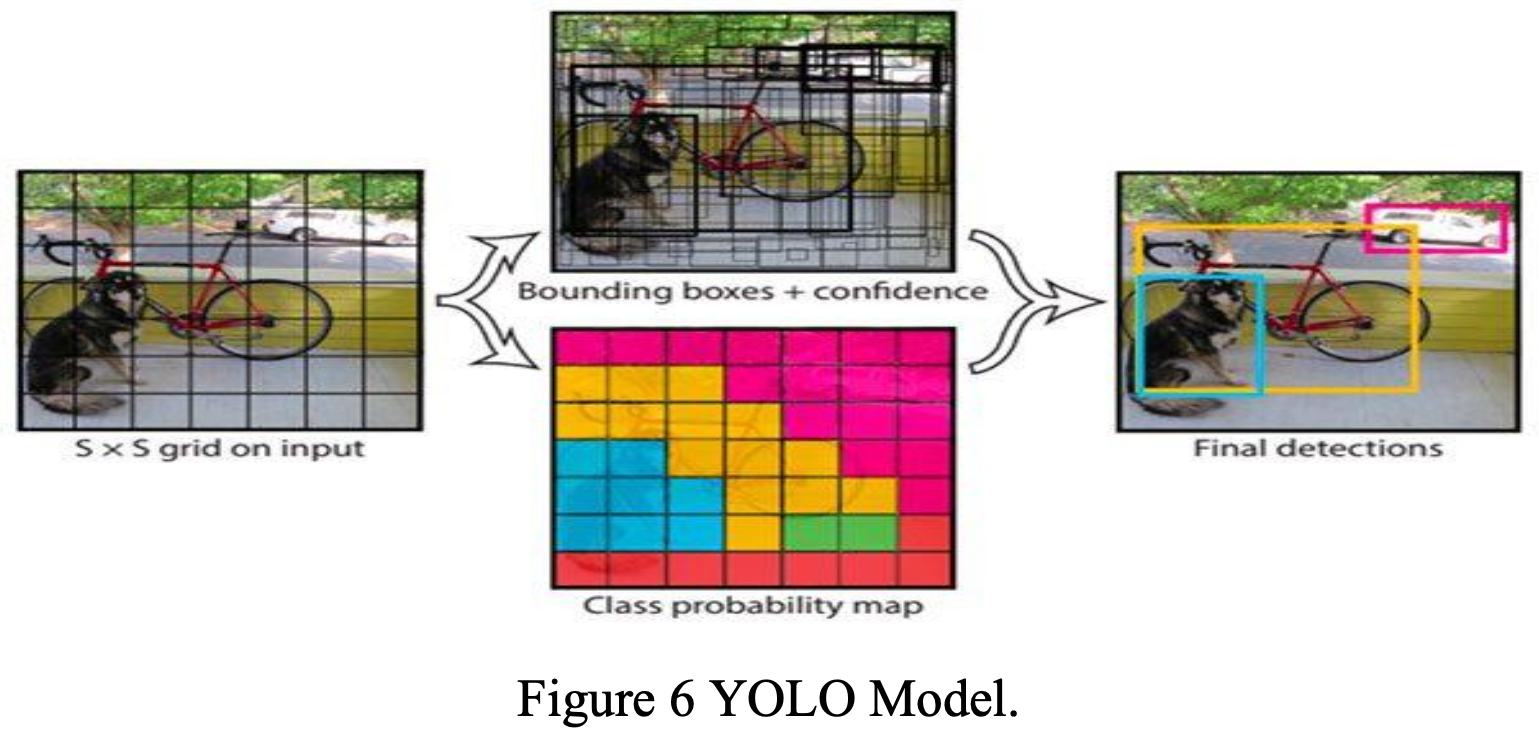 Bounding boxes + confidence
S × S grid on input
Final detections
Class probability map
Figure 6 YOLO Model.